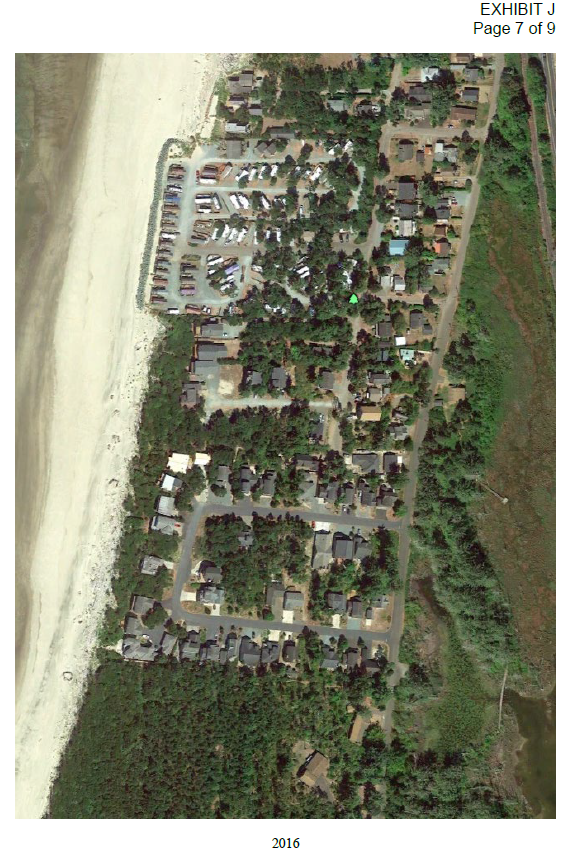 EXHIBIT J
Page 7 of 9
2016